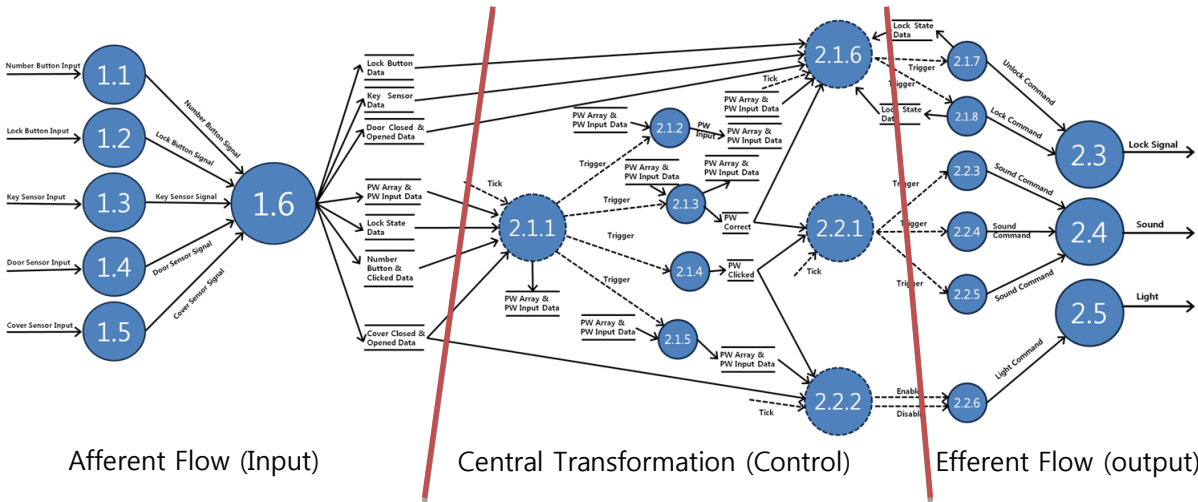 Number Button Input
1.1
Lock Button Input
1.2
Key Sensor Input
1.3
Door Sensor Input
1.4
Cover Sensor Input
1.5
Number Button Signal
Lock Button Signal
Key Sensor Signal
Door Sensor Signal
Cover Sensor Signal
1.6
Lock Button
Data
Key Sensor
Data
Door Closed &
Opened Data
PW Array &
PW Input Data
Lock State
Data
Number
Button &
Clicked Data
Cover Closed &
Opened Data
Tick
2.1.1
PW Array &
PW Input Data
Trigger
Trigger
Trigger
Trigger
PW Array &
PW Input Data
2.1.2
PW
Input
PW Array &
PW Input Data
PW Array &
PW Input Data
2.1.3
PW Array &
PW Input Data
PW
Correct
2.1.4
PW
Clicked
PW Array &
PW Input Data
2.1.5
PW Array &
PW Input Data
Tick
PW Array &
PW Input Data
2.1.6
2.2.1
Tick
2.2.2
Tick
Lock State
Data
Trigger
Trigger
Lock State
Data
2.1.7
2.1.8
Unlock Command
Lock Command
2.3
Lock Signal
Trigger
Trigger
Trigger
2.2.3
2.2.4
2.2.5
Sound Command
Sound
Command
Sound Command
2.4
Sound
2.5
Light
Enable
Disable
2.2.6
Light Command
Afferent Flow (Input)
Central Transformation (Control)
Efferent Flow (output)